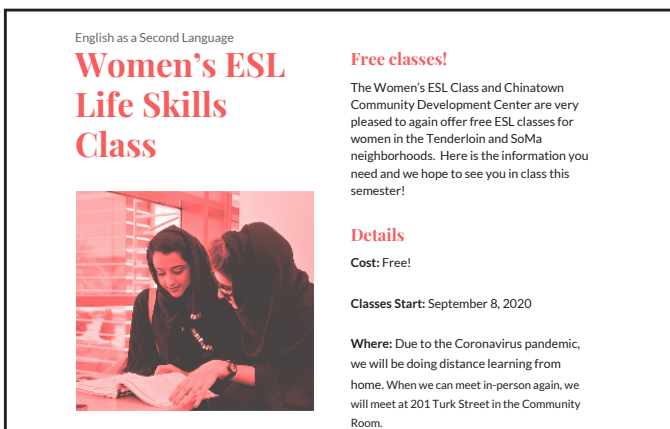 English as a Second Language
Women's ESL
Life Skills
Class
Free classes!
The Women's ESL Class and Chinatown
Community Development Center are very
pleased to again offer free ESL classes for
women in the Tenderloin and SoMa
neighborhoods.  Here is the information you
need and we hope to see you in class this
semester!
Details
Cost: Free!
Classes Start: September 8, 2020
Where: Due to the Coronavirus pandemic,
we will be doing distance learning from
home. When we can meet in-person again, we
will meet at 201 Turk Street in the Community
Room.